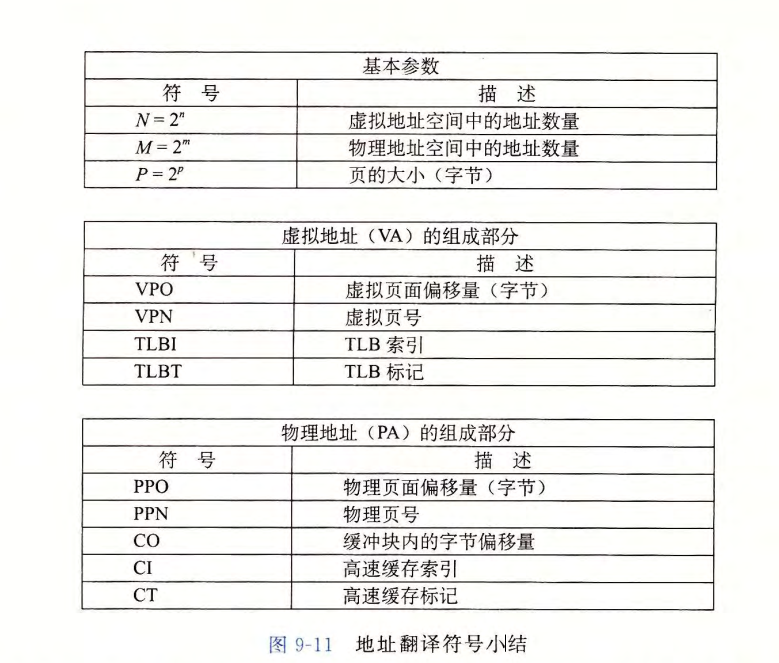 基本参数
符 号 描 述
N = 2ⁿ 虚拟地址空间中的地址数量
M = 2ᵐ 物理地址空间中的地址数量
P = 2ᵖ 页的大小（字节）
虚拟地址（VA）的组成部分
符 号 描 述
VPO 虚拟页面偏移量（字节）
VPN 虚拟页号
TLBI TLB 索引
TLBT TLB 标记
物理地址（PA）的组成部分
符 号 描 述
PPO 物理页面偏移量（字节）
PPN 物理页号
CO 缓冲块内的字节偏移量
CI 高速缓存索引
CT 高速缓存标记
图 9-11 地址翻译符号小结